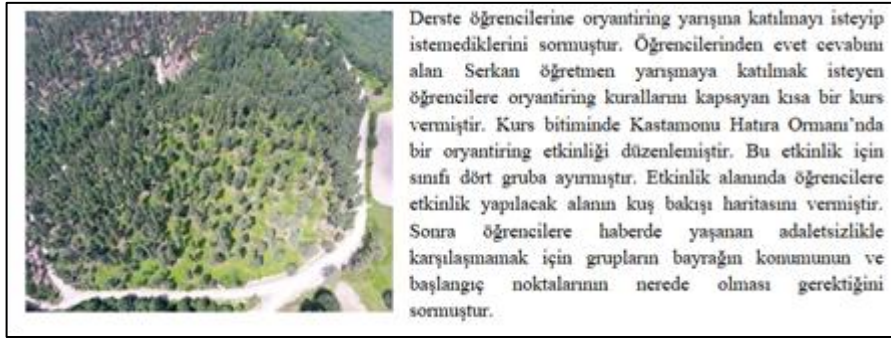 Derste öğrencilerine oryantiring yarışına katılmayı isteyip
istemediklerini sormuştur. Öğrencilerinden evet cevabını
alan Serkan öğretmen yarışmaya katılmak isteyen
öğrencilere oryantiring kurallarını kapsayan kısa bir kurs
vermiştir. Kurs bitiminde Kastamonu Hatıra Ormanı'nda
bir oryantiring etkinliği düzenlemiştir. Bu etkinlik için
sınıfı dört gruba ayırmıştır. Etkinlik alanında öğrencilere
etkinlik yapılacak alanın kuş bakışı haritasını vermiştir.
Sonra öğrencilere haberde yaşanan adaletsizlikle
karşılaşmamak için grupların bayrağın konumunun ve
başlangıç noktalarının nerede olması gerektiğini
sormuştur.